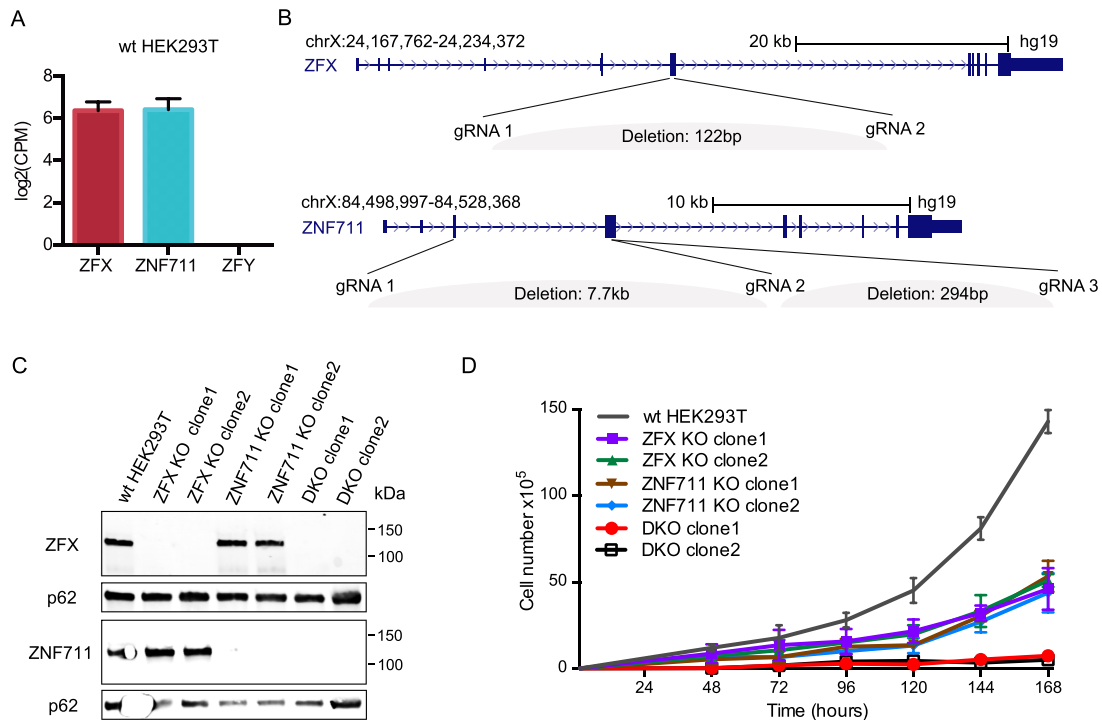 A
wt HEK293T
log2(CPM)
8
6
4
2
0
ZFX
ZNF711
ZFY
B
chrX:24,167,762-24,234,372
20 kb
hg19
ZFX
gRNA 1
gRNA 2
Deletion: 122bp
chrX:84,498,997-84,528,368
10 kb
hg19
ZNF711
gRNA 1
gRNA 2
gRNA 3
Deletion: 7.7kb
Deletion: 294bp
C
wt HEK293T
ZFX KO clone1
ZFX KO clone2
ZNF711 KO clone1
ZNF711 KO clone2
DKO clone1
DKO clone2
kDa
ZFX
150
100
p62
ZNF711
150
100
p62
D
Cell number x10⁵
150
100
50
0
wt HEK293T
ZFX KO clone1
ZFX KO clone2
ZNF711 KO clone1
ZNF711 KO clone2
DKO clone1
DKO clone2
24
48
72
96
120
144
168
Time (hours)